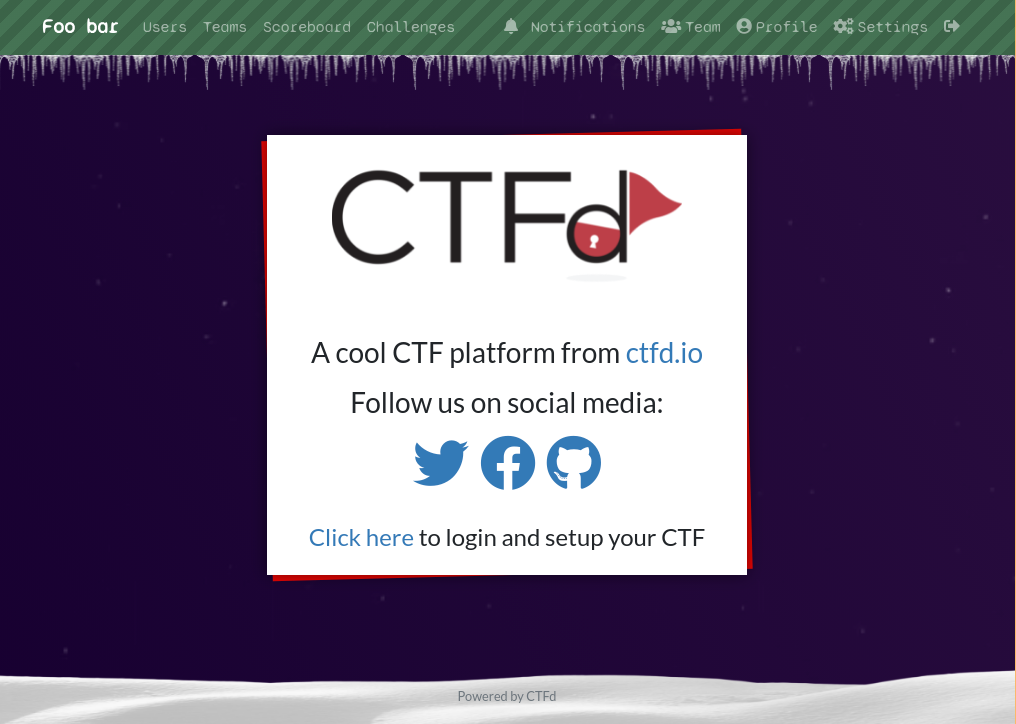 Foo bar Users Teams Scoreboard Challenges Notifications Team Profile Settings
CTFd
A cool CTF platform from ctfd.io
Follow us on social media:
Click here to login and setup your CTF
Powered by CTFd